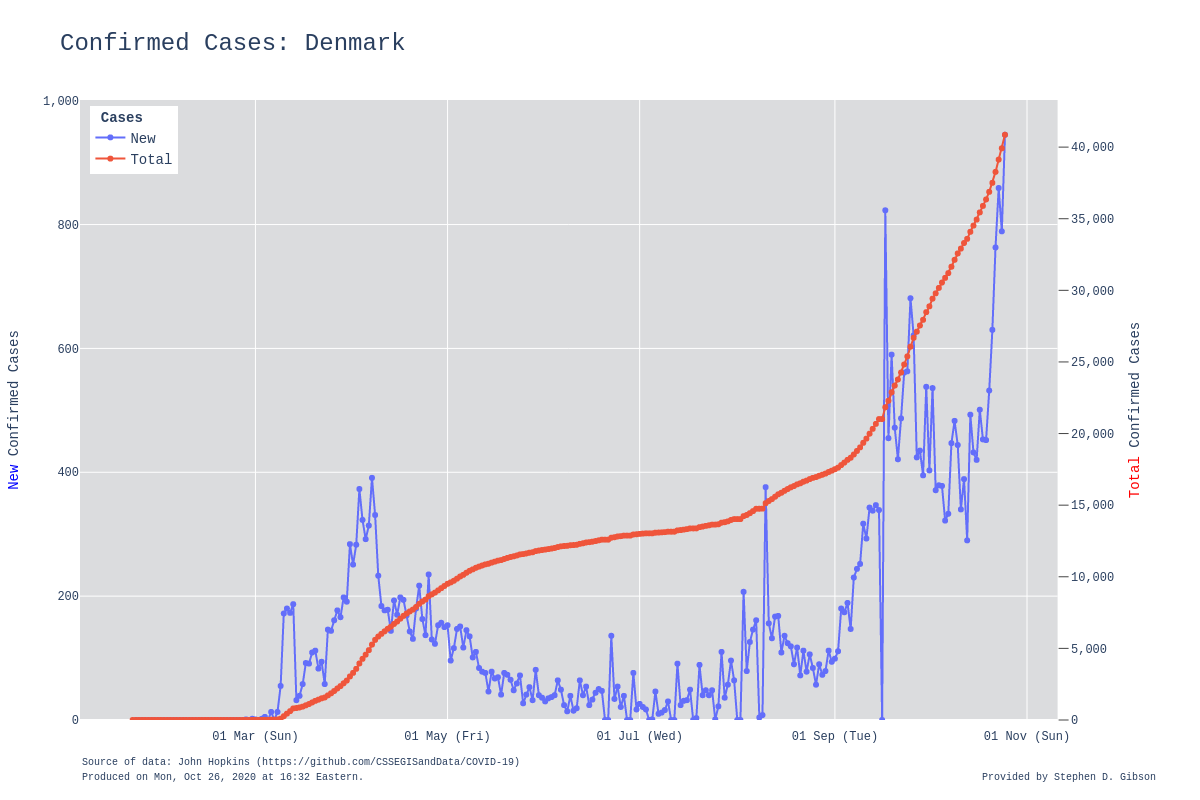 Confirmed Cases: Denmark
Cases
New
Total
1,000
800
600
400
200
0
40,000
35,000
30,000
25,000
20,000
15,000
10,000
5,000
0
New Confirmed Cases
Total Confirmed Cases
01 Mar (Sun)
01 May (Fri)
01 Jul (Wed)
01 Sep (Tue)
01 Nov (Sun)
Source of data: John Hopkins (https://github.com/CSSEGISandData/COVID-19)
Produced on Mon, Oct 26, 2020 at 16:32 Eastern.
Provided by Stephen D. Gibson